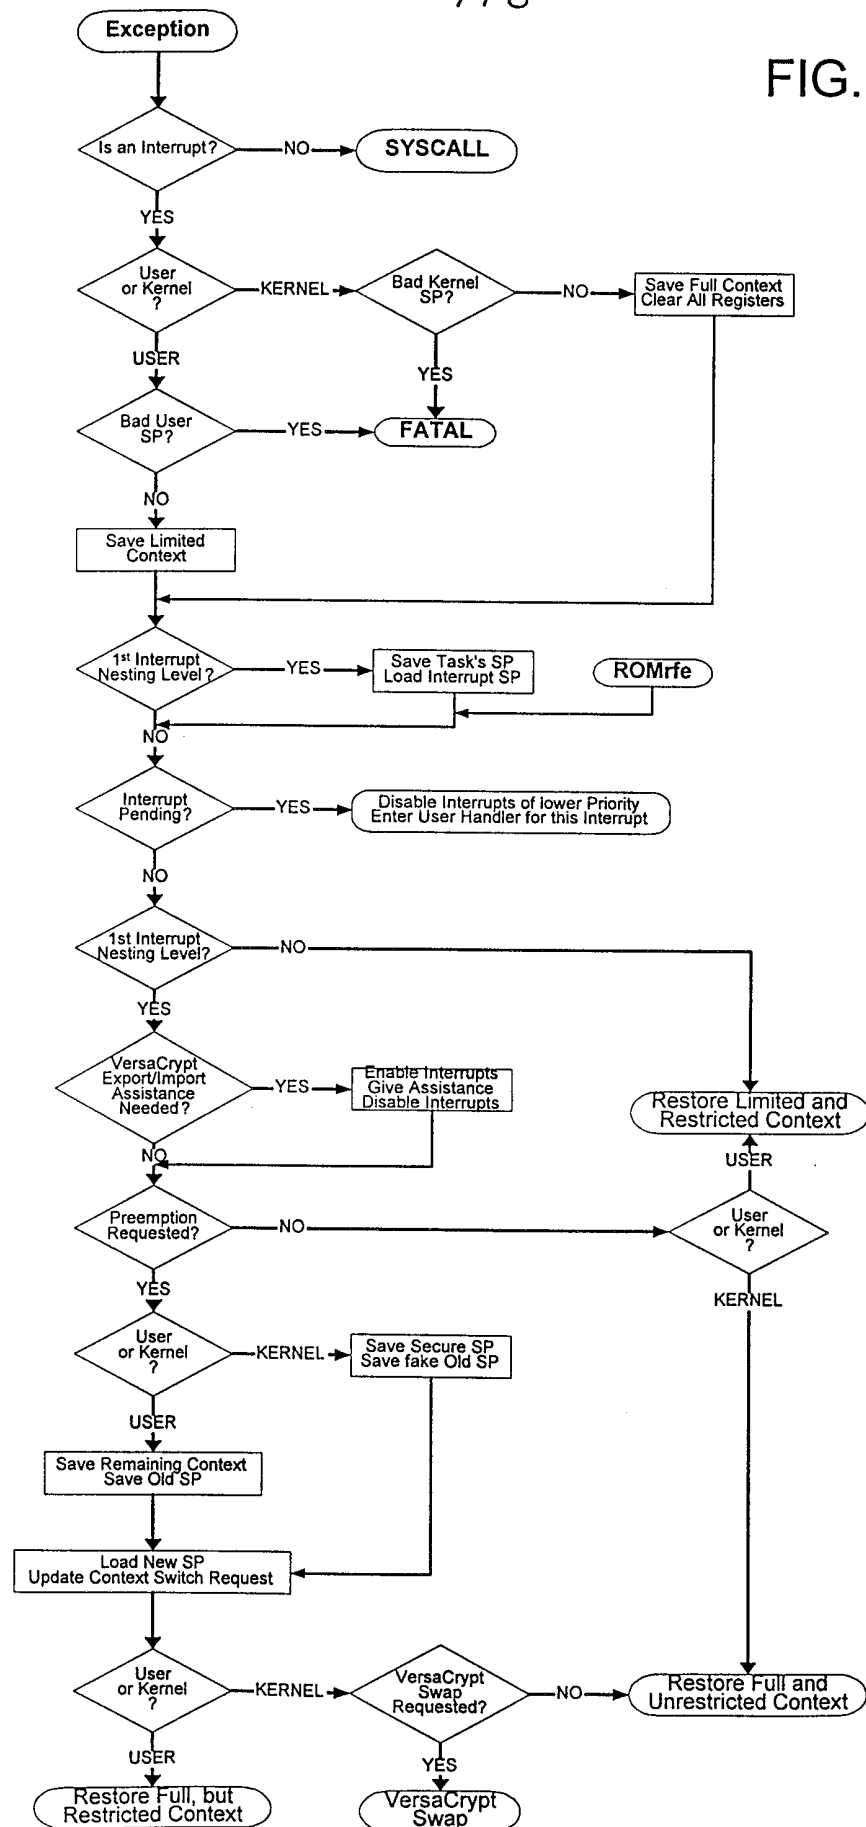 Exception
FIG.
Is an Interrupt?
NO
SYSCALL
YES
User
or Kernel
?
KERNEL
Bad Kernel
SP?
NO
Save Full Context
Clear All Registers
USER
YES
Bad User
SP?
YES
FATAL
NO
Save Limited
Context
1st Interrupt
Nesting Level?
YES
Save Task's SP
Load Interrupt SP
ROMrfe
NO
Interrupt
Pending?
YES
Disable Interrupts of lower Priority
Enter User Handler for this Interrupt
NO
1st Interrupt
Nesting Level?
NO
YES
VersaCrypt
Export/Import
Assistance
Needed?
YES
Enable Interrupts
Give Assistance
Disable Interrupts
Restore Limited and
Restricted Context
NO
USER
Preemption
Requested?
NO
User
or Kernel
?
YES
KERNEL
User
or Kernel
?
KERNEL
Save Secure SP
Save fake Old SP
USER
Save Remaining Context
Save Old SP
Load New SP
Update Context Switch Request
User
or Kernel
?
KERNEL
VersaCrypt
Swap
Requested?
NO
Restore Full and
Unrestricted Context
USER
YES
Restore Full, but
Restricted Context
VersaCrypt
Swap